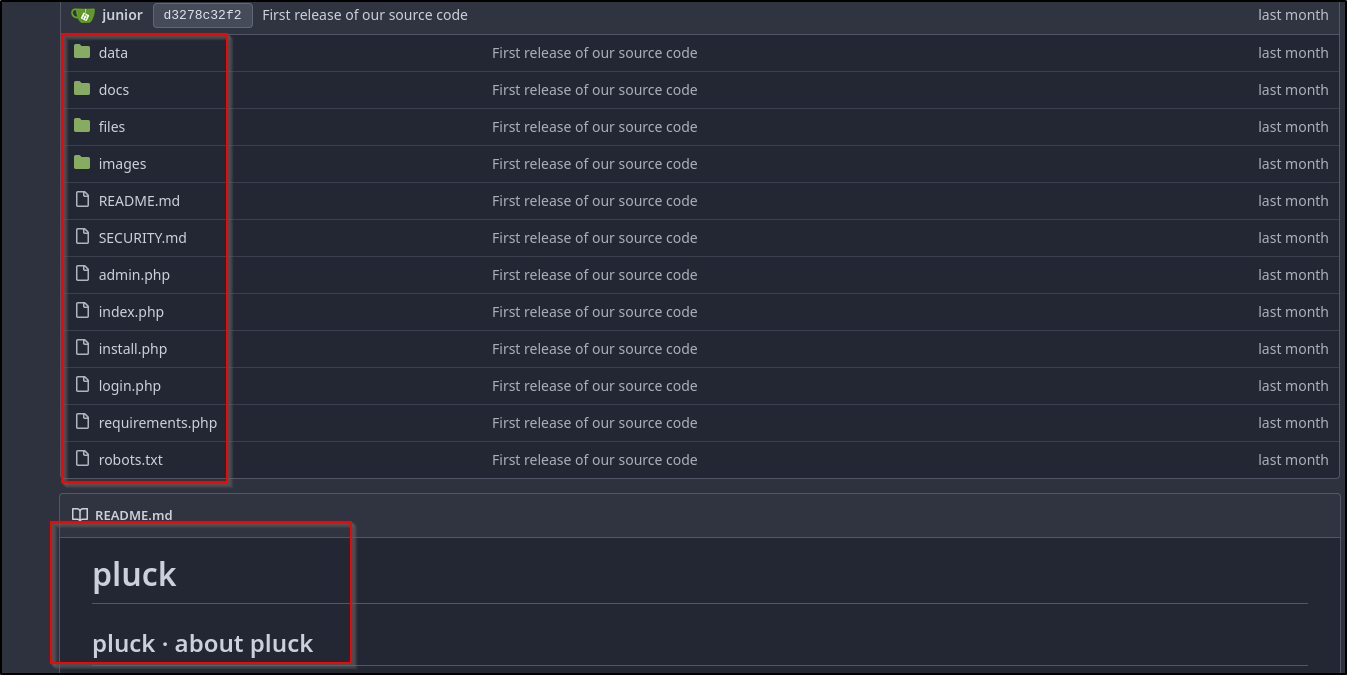 junior d3278c32f2 First release of our source code last month
data First release of our source code last month
docs First release of our source code last month
files First release of our source code last month
images First release of our source code last month
README.md First release of our source code last month
SECURITY.md First release of our source code last month
admin.php First release of our source code last month
index.php First release of our source code last month
install.php First release of our source code last month
login.php First release of our source code last month
requirements.php First release of our source code last month
robots.txt First release of our source code last month
README.md
pluck
pluck · about pluck